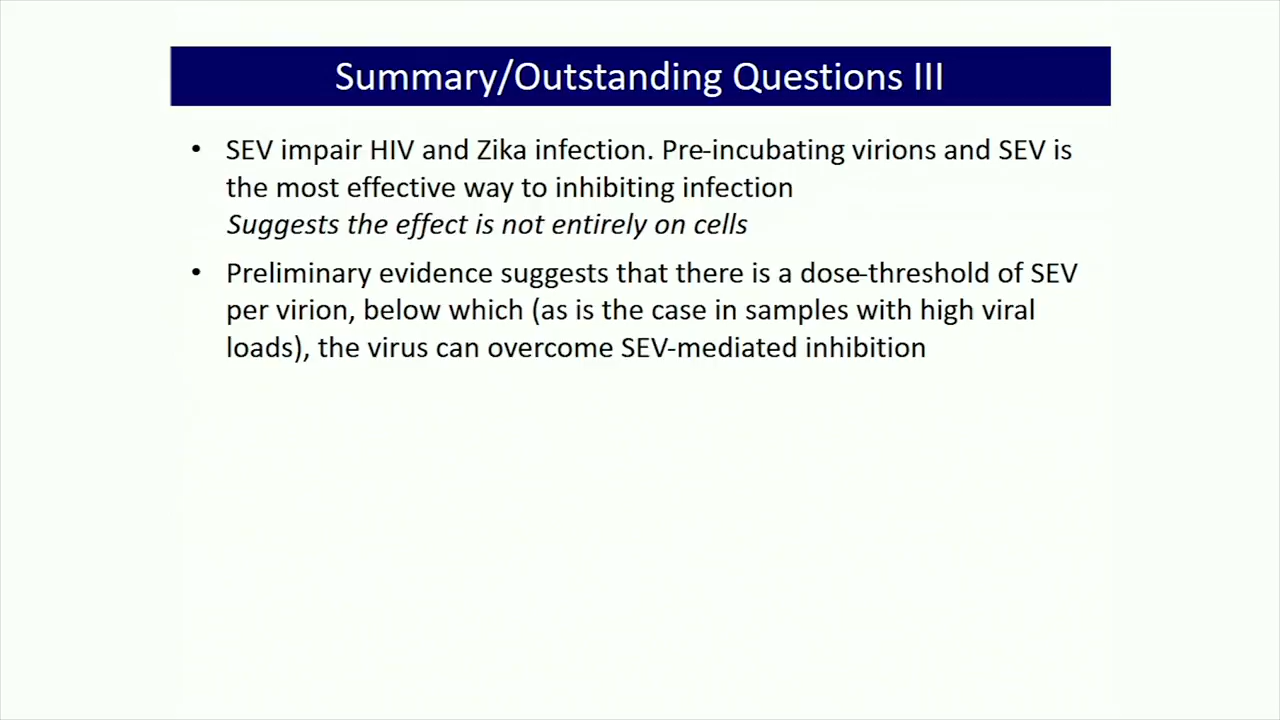 Summary/Outstanding Questions III
• SEV impair HIV and Zika infection. Pre-incubating virions and SEV is
the most effective way to inhibiting infection
Suggests the effect is not entirely on cells
• Preliminary evidence suggests that there is a dose-threshold of SEV
per virion, below which (as is the case in samples with high viral
loads), the virus can overcome SEV-mediated inhibition